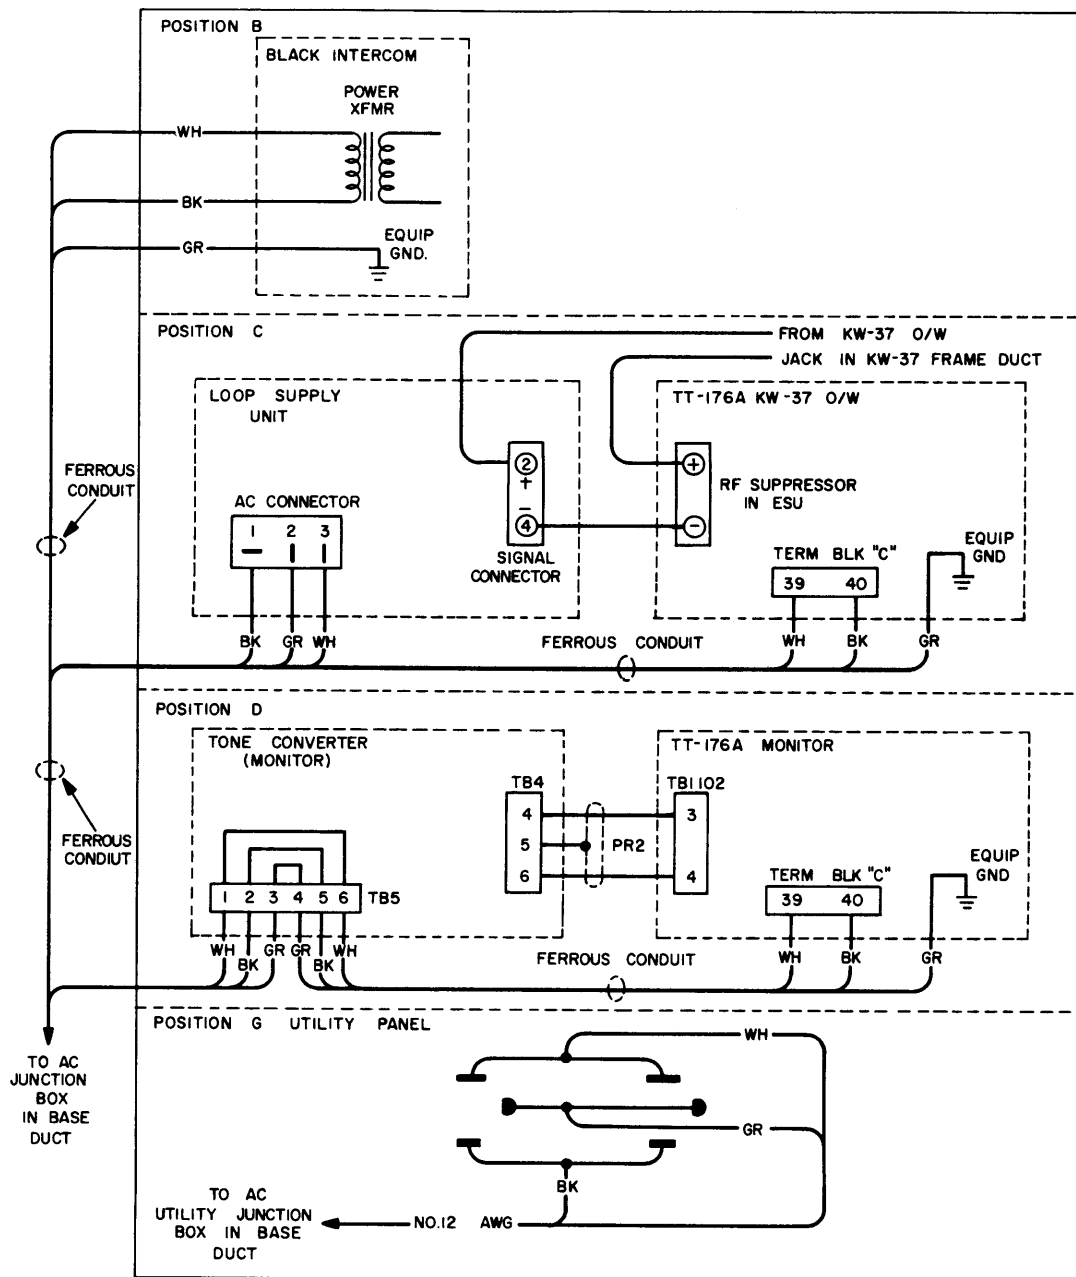 POSITION B
BLACK INTERCOM
POWER
XFMR
WH
BK
GR
EQUIP
GND.
POSITION C
FROM KW-37 O/W
JACK IN KW-37 FRAME DUCT
LOOP SUPPLY
UNIT
TT-176A KW-37 O/W
FERROUS
CONDUIT
AC CONNECTOR
1 2 3
2
+
−
4
SIGNAL
CONNECTOR
+
−
RF SUPPRESSOR
IN ESU
TERM BLK "C"
39 40
EQUIP
GND
BK GR WH
FERROUS CONDUIT
WH BK GR
POSITION D
TONE CONVERTER
(MONITOR)
TT-176A MONITOR
TB4
4
5
6
PR2
TB1102
3
4
FERROUS
CONDIUT
1 2 3 4 5 6
TB5
TERM BLK "C"
39 40
EQUIP
GND
WH BK GR GR BK WH
FERROUS CONDUIT
WH BK GR
POSITION G UTILITY PANEL
TO AC
JUNCTION
BOX
IN BASE
DUCT
WH
GR
BK
TO AC
UTILITY JUNCTION
BOX IN BASE
DUCT
NO.12 AWG